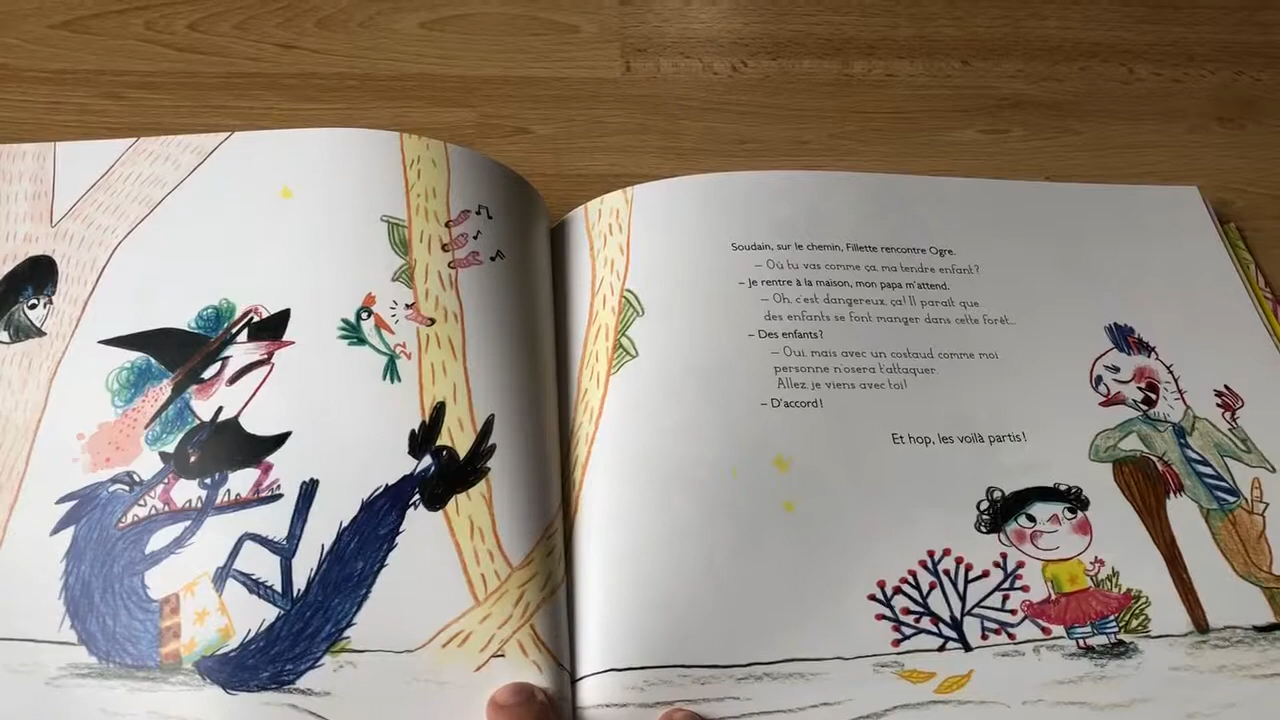 Soudain, sur le chemin, Fillette rencontre Ogre.
– Où tu vas comme ça, ma tendre enfant?
– Je rentre à la maison, mon papa m'attend.
– Oh, c'est dangereux, ça! Il paraît que
des enfants se font manger dans cette forêt...
– Des enfants?
– Oui, mais avec un costaud comme moi
personne n'osera t'attaquer.
Allez, je viens avec toi!
– D'accord!
Et hop, les voilà partis!